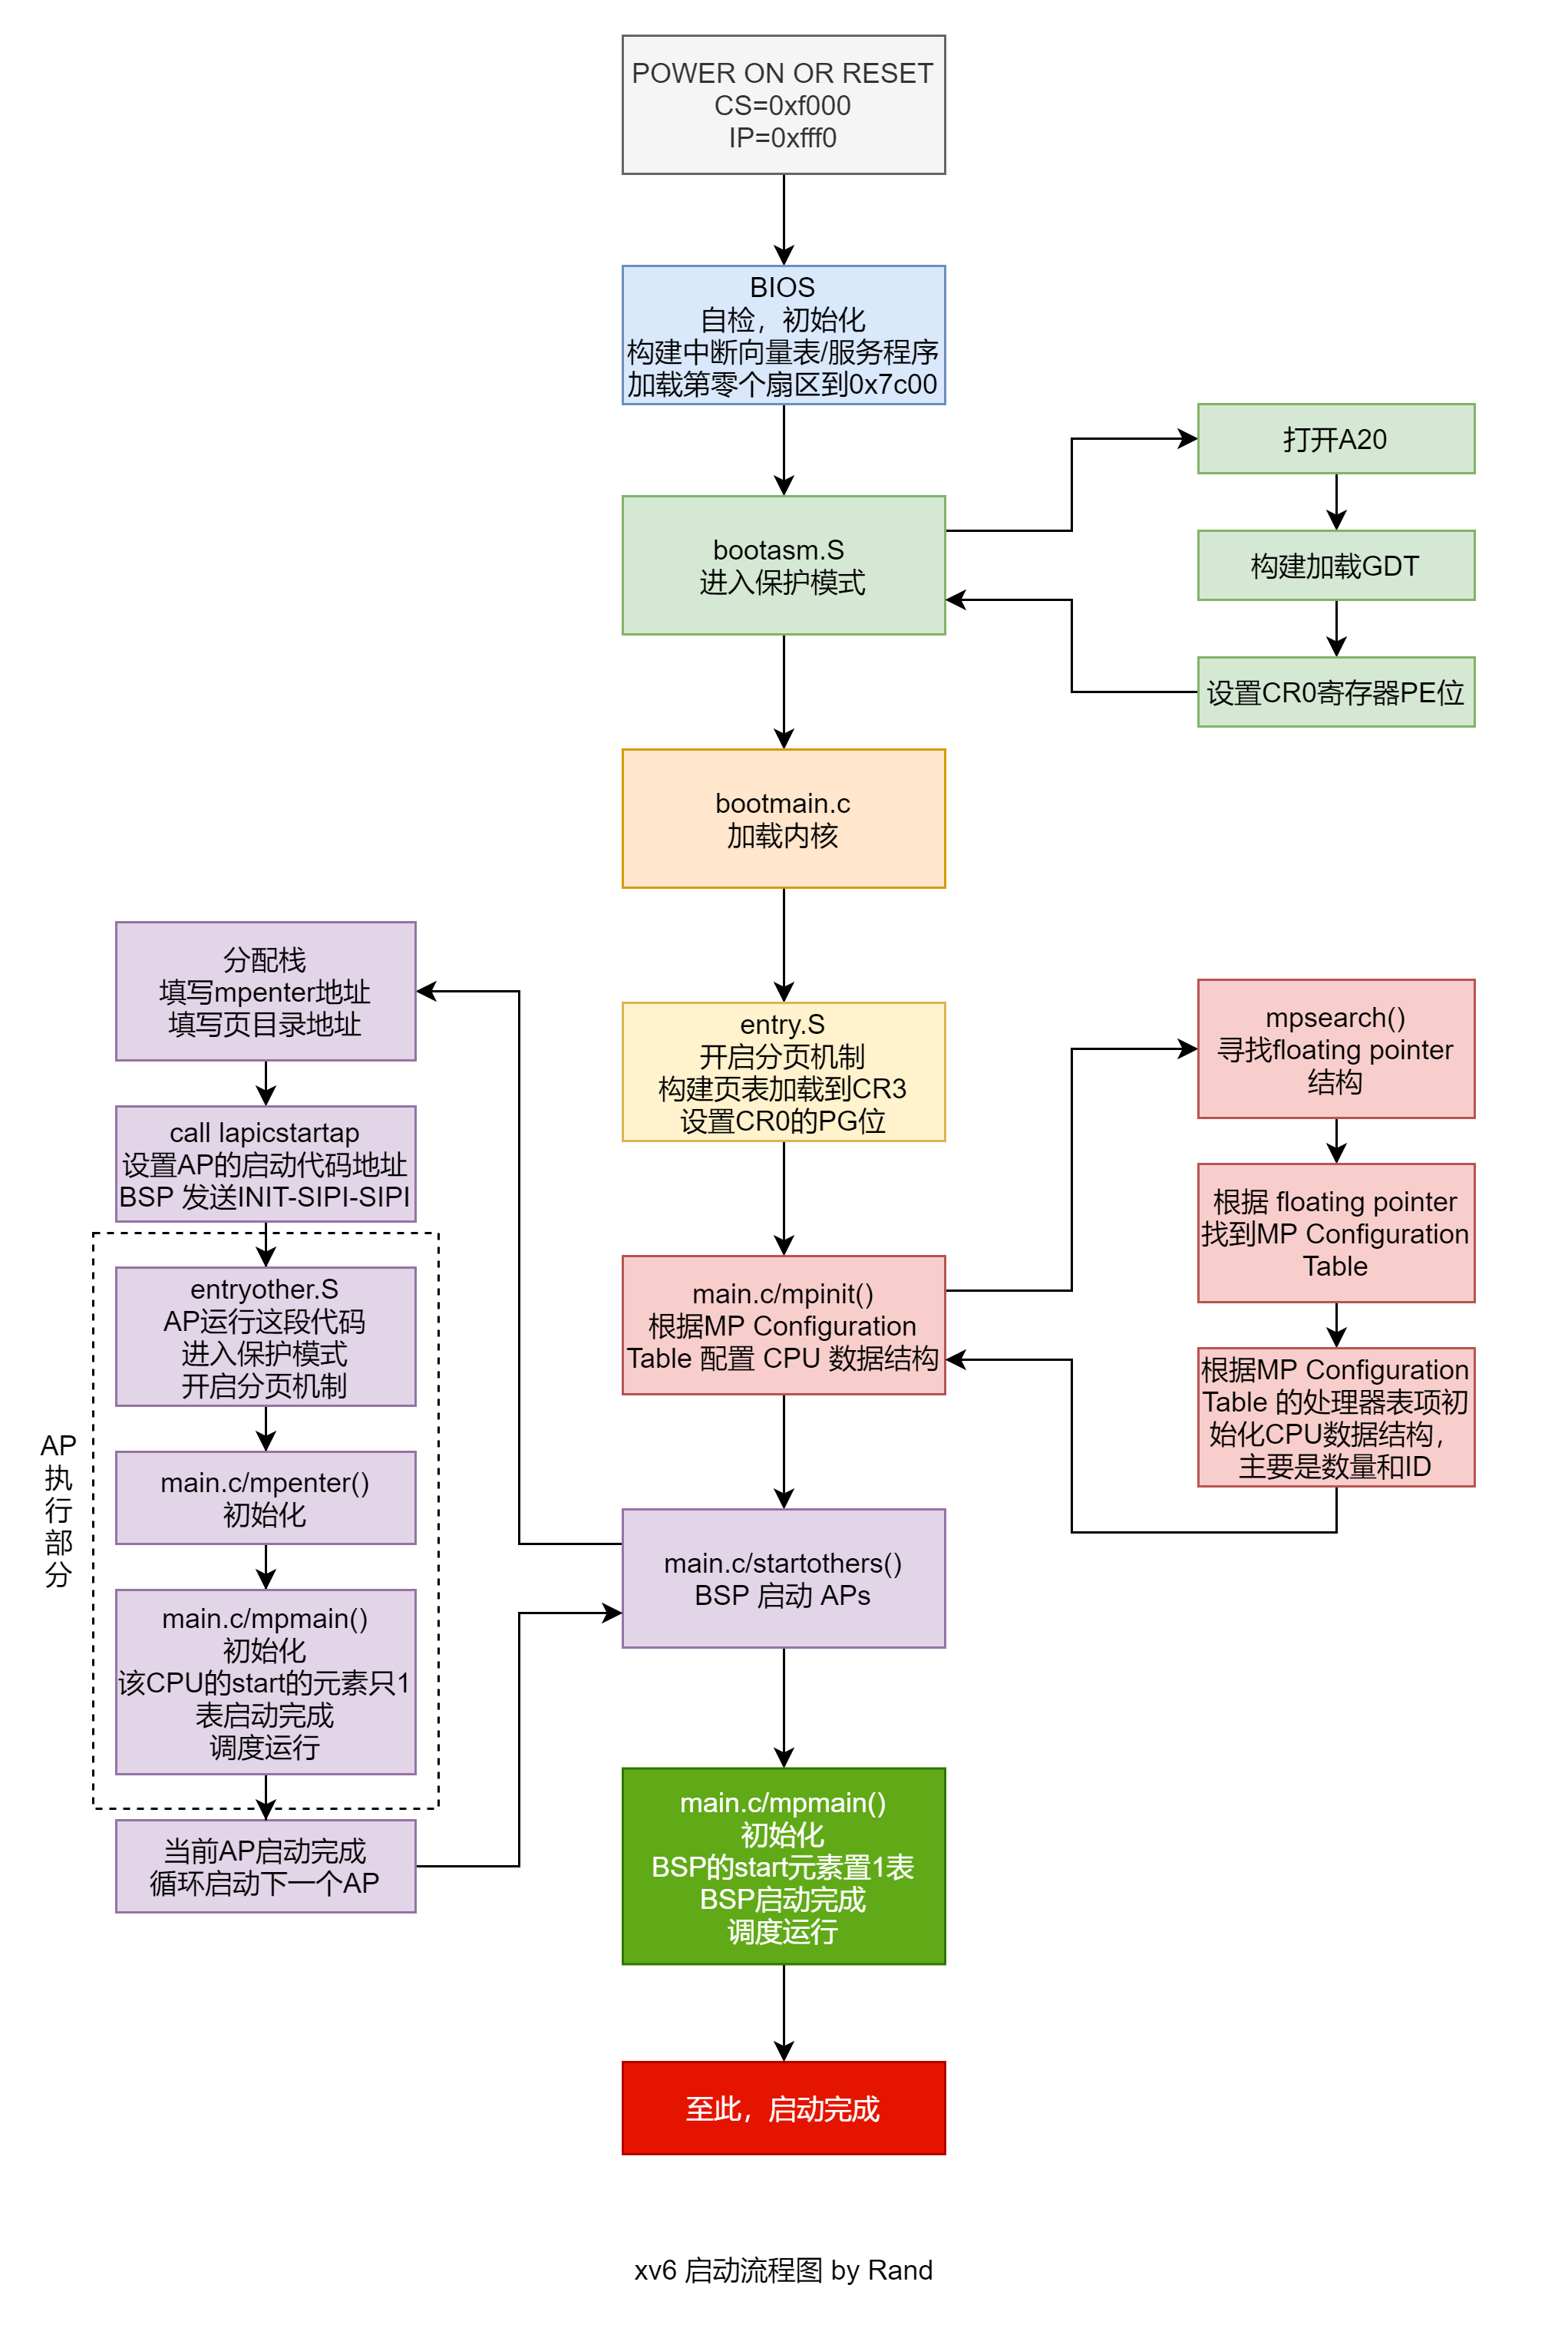 POWER ON OR RESET
CS=0xf000
IP=0xfff0
BIOS
自检，初始化
构建中断向量表/服务程序
加载第零个扇区到0x7c00
bootasm.S
进入保护模式
打开A20
构建加载GDT
设置CR0寄存器PE位
bootmain.c
加载内核
entry.S
开启分页机制
构建页表加载到CR3
设置CR0的PG位
main.c/mpinit()
根据MP Configuration
Table 配置 CPU 数据结构
mpsearch()
寻找floating pointer
结构
根据 floating pointer
找到MP Configuration
Table
根据MP Configuration
Table 的处理器表项初
始化CPU数据结构，
主要是数量和ID
main.c/startothers()
BSP 启动 APs
分配栈
填写mpenter地址
填写页目录地址
call lapicstartap
设置AP的启动代码地址
BSP 发送INIT-SIPI-SIPI
AP
执
行
部
分
entryother.S
AP运行这段代码
进入保护模式
开启分页机制
main.c/mpenter()
初始化
main.c/mpmain()
初始化
该CPU的start的元素只1
表启动完成
调度运行
当前AP启动完成
循环启动下一个AP
main.c/mpmain()
初始化
BSP的start元素置1表
BSP启动完成
调度运行
至此，启动完成
xv6 启动流程图 by Rand